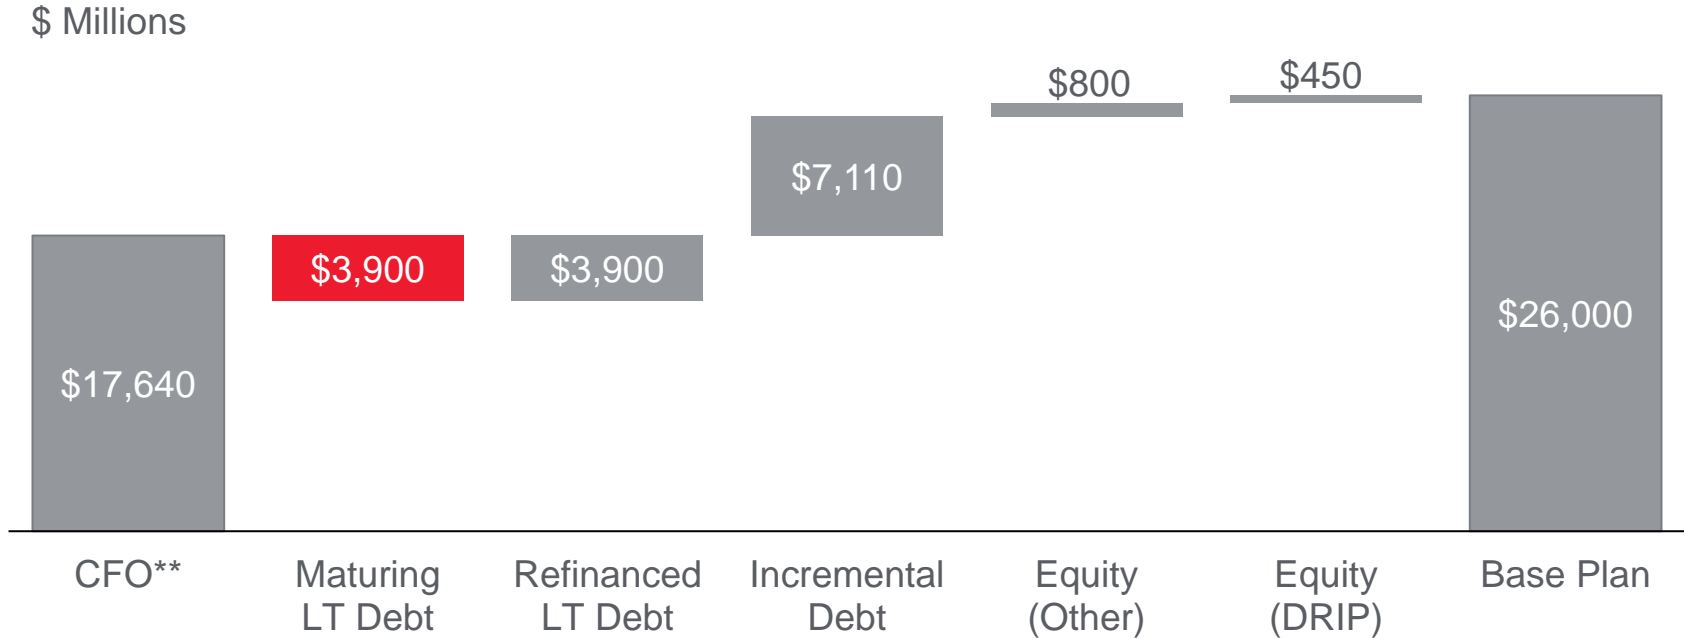 $ Millions
$800
$450
$7,110
$3,900
$3,900
$26,000
$17,640
CFO**
Maturing
LT Debt
Refinanced
LT Debt
Incremental
Debt
Equity
(Other)
Equity
(DRIP)
Base Plan